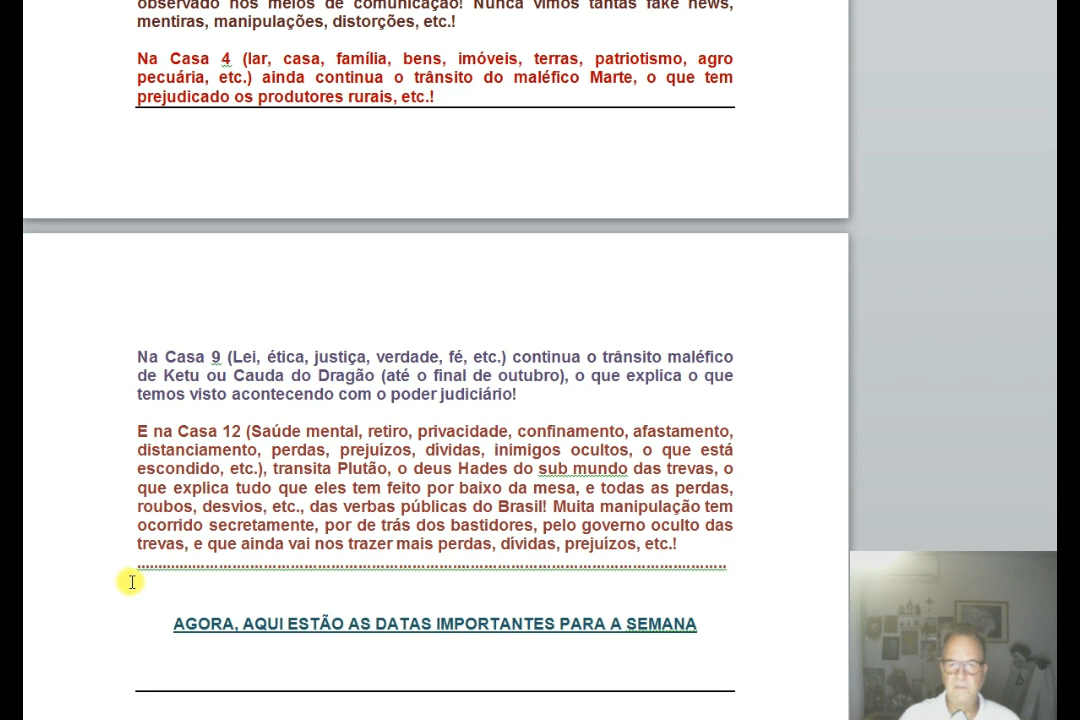 observado nos meios de comunicação! Nunca vimos tantas fake news,
mentiras, manipulações, distorções, etc.!
Na Casa 4 (lar, casa, família, bens, imóveis, terras, patriotismo, agro
pecuária, etc.) ainda continua o trânsito do maléfico Marte, o que tem
prejudicado os produtores rurais, etc.!
Na Casa 9 (Lei, ética, justiça, verdade, fé, etc.) continua o trânsito maléfico
de Ketu ou Cauda do Dragão (até o final de outubro), o que explica o que
temos visto acontecendo com o poder judiciário!
E na Casa 12 (Saúde mental, retiro, privacidade, confinamento, afastamento,
distanciamento, perdas, prejuízos, dívidas, inimigos ocultos, o que está
escondido, etc.), transita Plutão, o deus Hades do sub mundo das trevas, o
que explica tudo que eles tem feito por baixo da mesa, e todas as perdas,
roubos, desvios, etc., das verbas públicas do Brasil! Muita manipulação tem
ocorrido secretamente, por de trás dos bastidores, pelo governo oculto das
trevas, e que ainda vai nos trazer mais perdas, dívidas, prejuízos, etc.!
AGORA, AQUI ESTÃO AS DATAS IMPORTANTES PARA A SEMANA